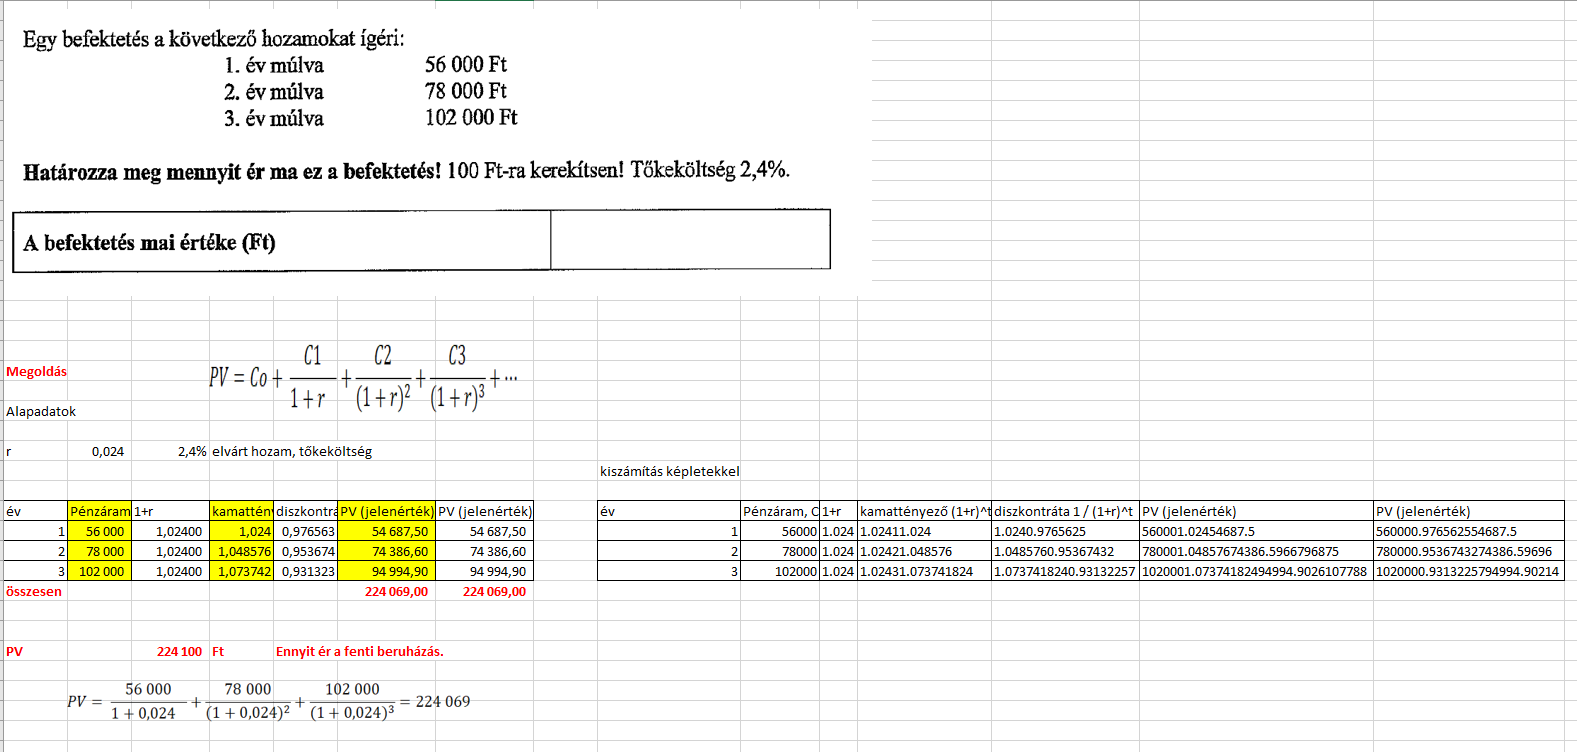 Egy befektetés a következő hozamokat ígéri:
1. év múlva 56 000 Ft
2. év múlva 78 000 Ft
3. év múlva 102 000 Ft
Határozza meg mennyit ér ma ez a befektetés! 100 Ft-ra kerekítsen! Tőkeköltség 2,4%.
A befektetés mai értéke (Ft)
Megoldás
PV = Co + C1/(1+r) + C2/(1+r)² + C3/(1+r)³ + ···
Alapadatok
r 0,024 2,4% elvárt hozam, tőkeköltség
kiszámítás képletekkel
év Pénzáram 1+r kamattény diszkontrá PV (jelenérték) PV (jelenérték) év Pénzáram, C 1+r kamattényező (1+r)^t diszkontráta 1 / (1+r)^t PV (jelenérték) PV (jelenérték)
1 56 000 1,02400 1,024 0,976563 54 687,50 54 687,50 1 56000 1.024 1.02411.024 1.0240.9765625 560001.02454687.5 560000.976562554687.5
2 78 000 1,02400 1,048576 0,953674 74 386,60 74 386,60 2 78000 1.024 1.02421.048576 1.0485760.95367432 780001.04857674386.5966796875 780000.9536743274386.59696
3 102 000 1,02400 1,073742 0,931323 94 994,90 94 994,90 3 102000 1.024 1.02431.073741824 1.0737418240.93132257 1020001.07374182494994.9026107788 1020000.9313225794994.90214
összesen 224 069,00 224 069,00
PV 224 100 Ft Ennyit ér a fenti beruházás.
PV = 56 000/(1 + 0,024) + 78 000/(1 + 0,024)² + 102 000/(1 + 0,024)³ = 224 069